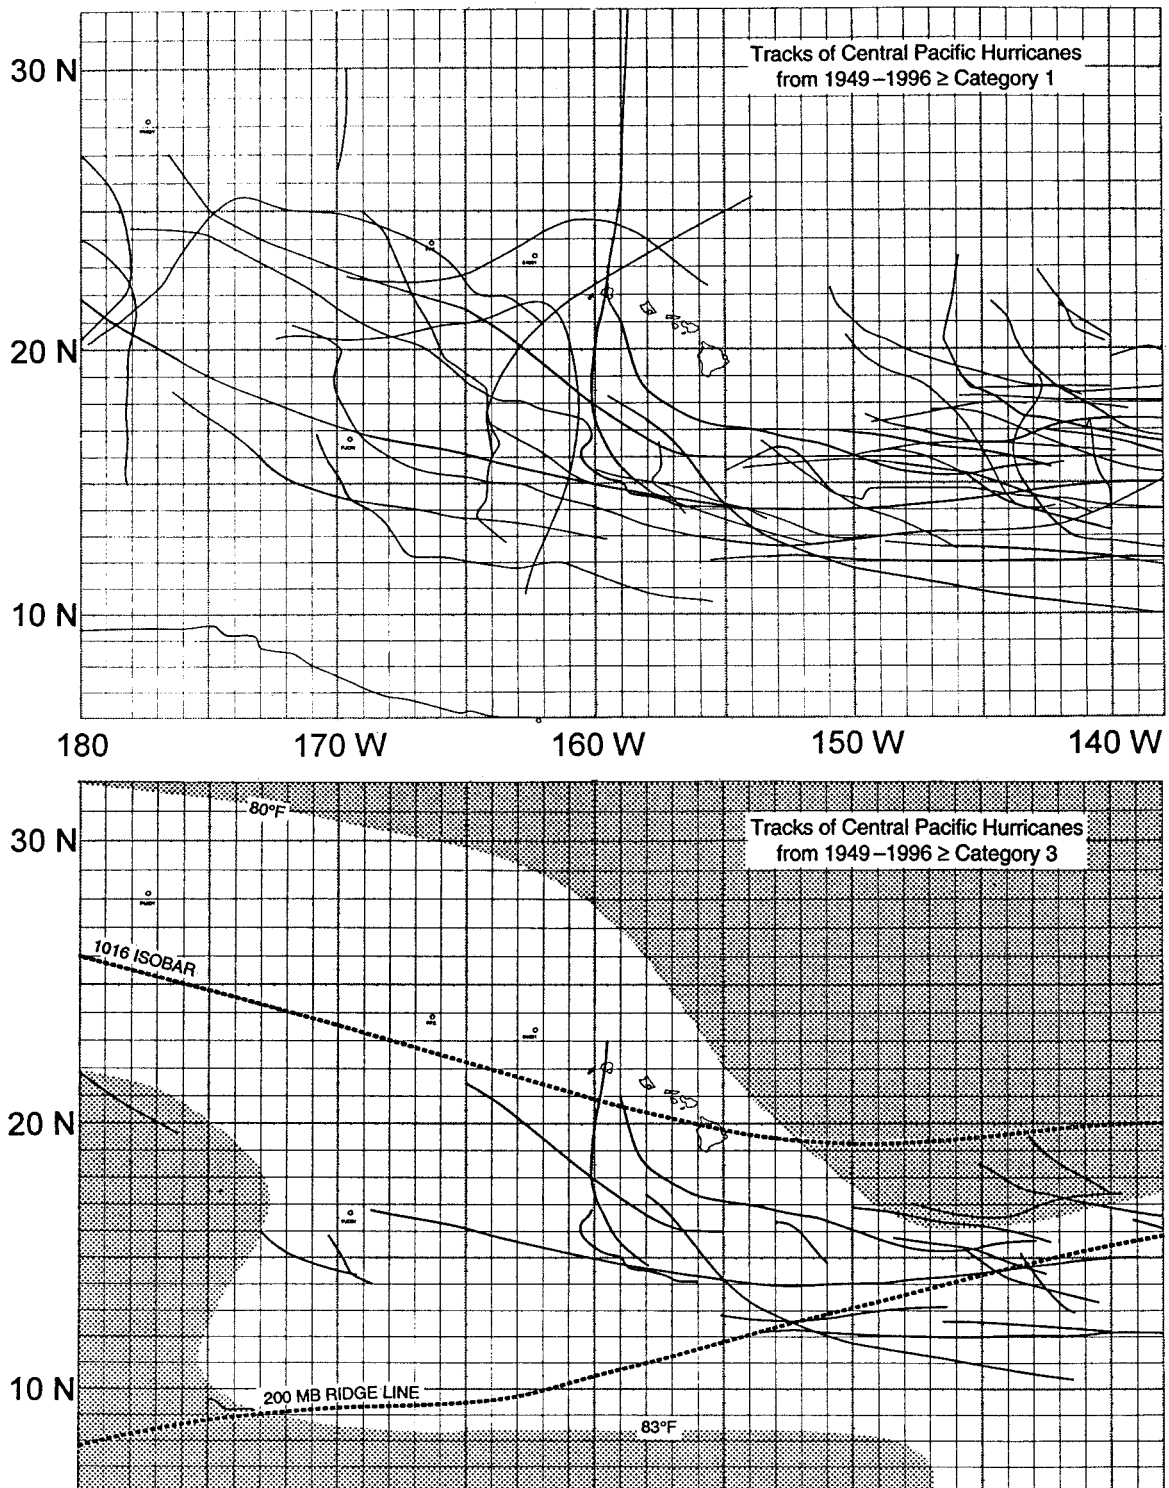 Tracks of Central Pacific Hurricanes
from 1949–1996 ≥ Category 1
30 N
20 N
10 N
180
170 W
160 W
150 W
140 W
80°F
Tracks of Central Pacific Hurricanes
from 1949–1996 ≥ Category 3
30 N
1016 ISOBAR
20 N
10 N
200 MB RIDGE LINE
83°F